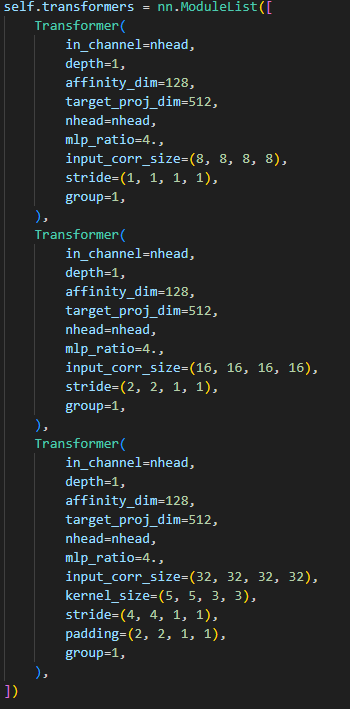 self.transformers = nn.ModuleList([
    Transformer(
        in_channel=nhead,
        depth=1,
        affinity_dim=128,
        target_proj_dim=512,
        nhead=nhead,
        mlp_ratio=4.,
        input_corr_size=(8, 8, 8, 8),
        stride=(1, 1, 1, 1),
        group=1,
    ),
    Transformer(
        in_channel=nhead,
        depth=1,
        affinity_dim=128,
        target_proj_dim=512,
        nhead=nhead,
        mlp_ratio=4.,
        input_corr_size=(16, 16, 16, 16),
        stride=(2, 2, 1, 1),
        group=1,
    ),
    Transformer(
        in_channel=nhead,
        depth=1,
        affinity_dim=128,
        target_proj_dim=512,
        nhead=nhead,
        mlp_ratio=4.,
        input_corr_size=(32, 32, 32, 32),
        kernel_size=(5, 5, 3, 3),
        stride=(4, 4, 1, 1),
        padding=(2, 2, 1, 1),
        group=1,
    ),
])